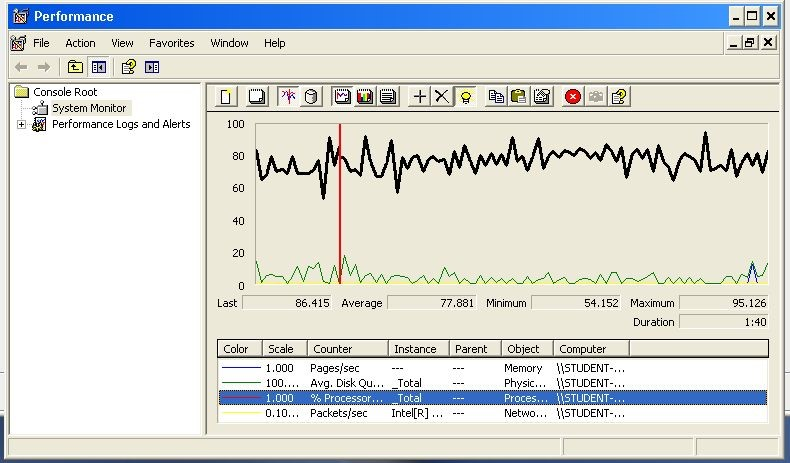 Performance
File Action View Favorites Window Help
Console Root
System Monitor
Performance Logs and Alerts
100
80
60
40
20
0
Last 86.415 Average 77.881 Minimum 54.152 Maximum 95.126
Duration 1:40
Color Scale Counter Instance Parent Object Computer
1.000 Pages/sec --- --- Memory \\STUDENT-...
100.... Avg. Disk Qu... _Total --- Physic... \\STUDENT-...
1.000 % Processor... _Total --- Proces... \\STUDENT-...
0.10... Packets/sec Intel[R] ... --- Netwo... \\STUDENT-...